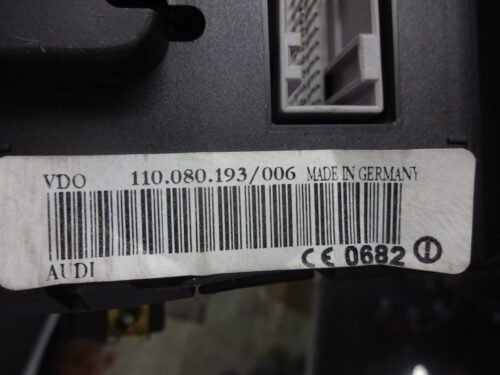 VDO 110.080.193/006 MADE IN GERMANY
AUDI CE 0682